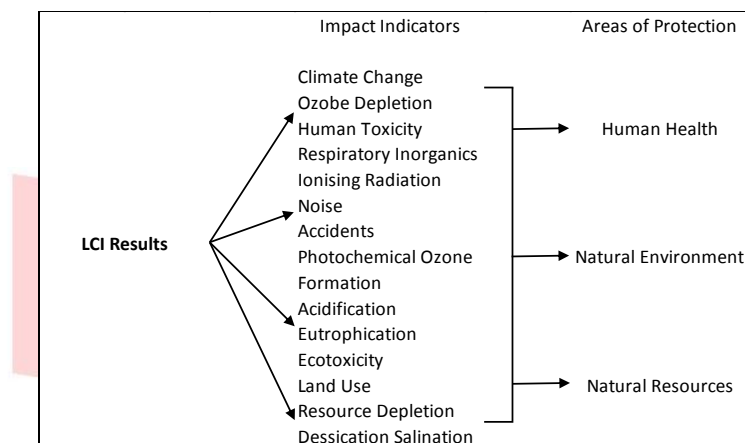 Impact Indicators
Areas of Protection
Climate Change
Ozobe Depletion
Human Toxicity
Human Health
Respiratory Inorganics
Ionising Radiation
Noise
Accidents
LCI Results
Photochemical Ozone
Natural Environment
Formation
Acidification
Eutrophication
Ecotoxicity
Land Use
Natural Resources
Resource Depletion
Dessication Salination